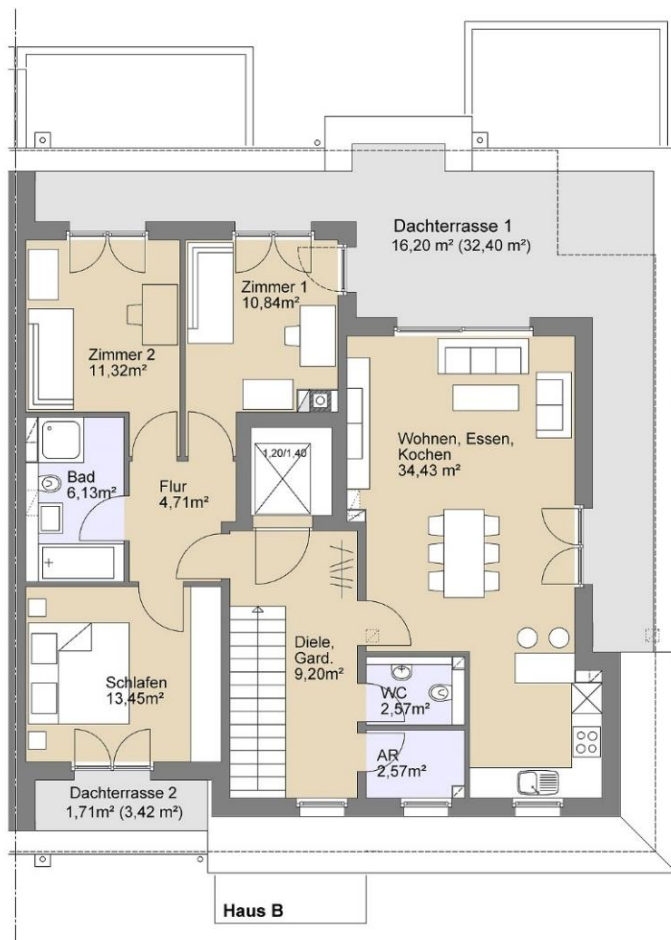 Dachterrasse 1
16,20 m² (32,40 m²)
Zimmer 1
10,84m²
Zimmer 2
11,32m²
Wohnen, Essen,
Kochen
34,43 m²
1,20/1,40
Bad
6,13m²
Flur
4,71m²
Diele,
Gard.
9,20m²
Schlafen
13,45m²
WC
2,57m²
AR
2,57m²
Dachterrasse 2
1,71m² (3,42 m²)
Haus B